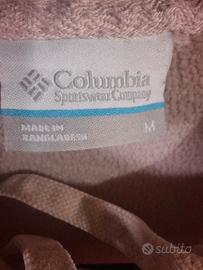 Columbia
Sportswear Company
MADE IN
BANGLADESH
M
subito